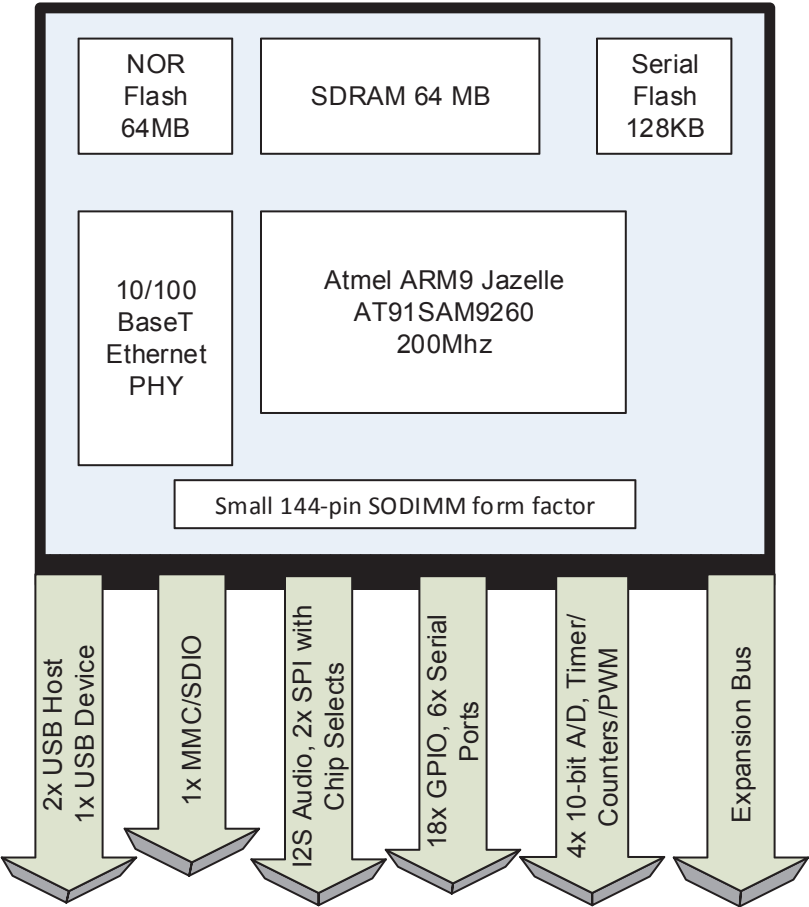 NOR
Flash
64MB
SDRAM 64 MB
Serial
Flash
128KB
10/100
BaseT
Ethernet
PHY
Atmel ARM9 Jazelle
AT91SAM9260
200Mhz
Small 144-pin SODIMM form factor
2x USB Host
1x USB Device
1x MMC/SDIO
I2S Audio, 2x SPI with
Chip Selects
18x GPIO, 6x Serial
Ports
4x 10-bit A/D, Timer/
Counters/PWM
Expansion Bus